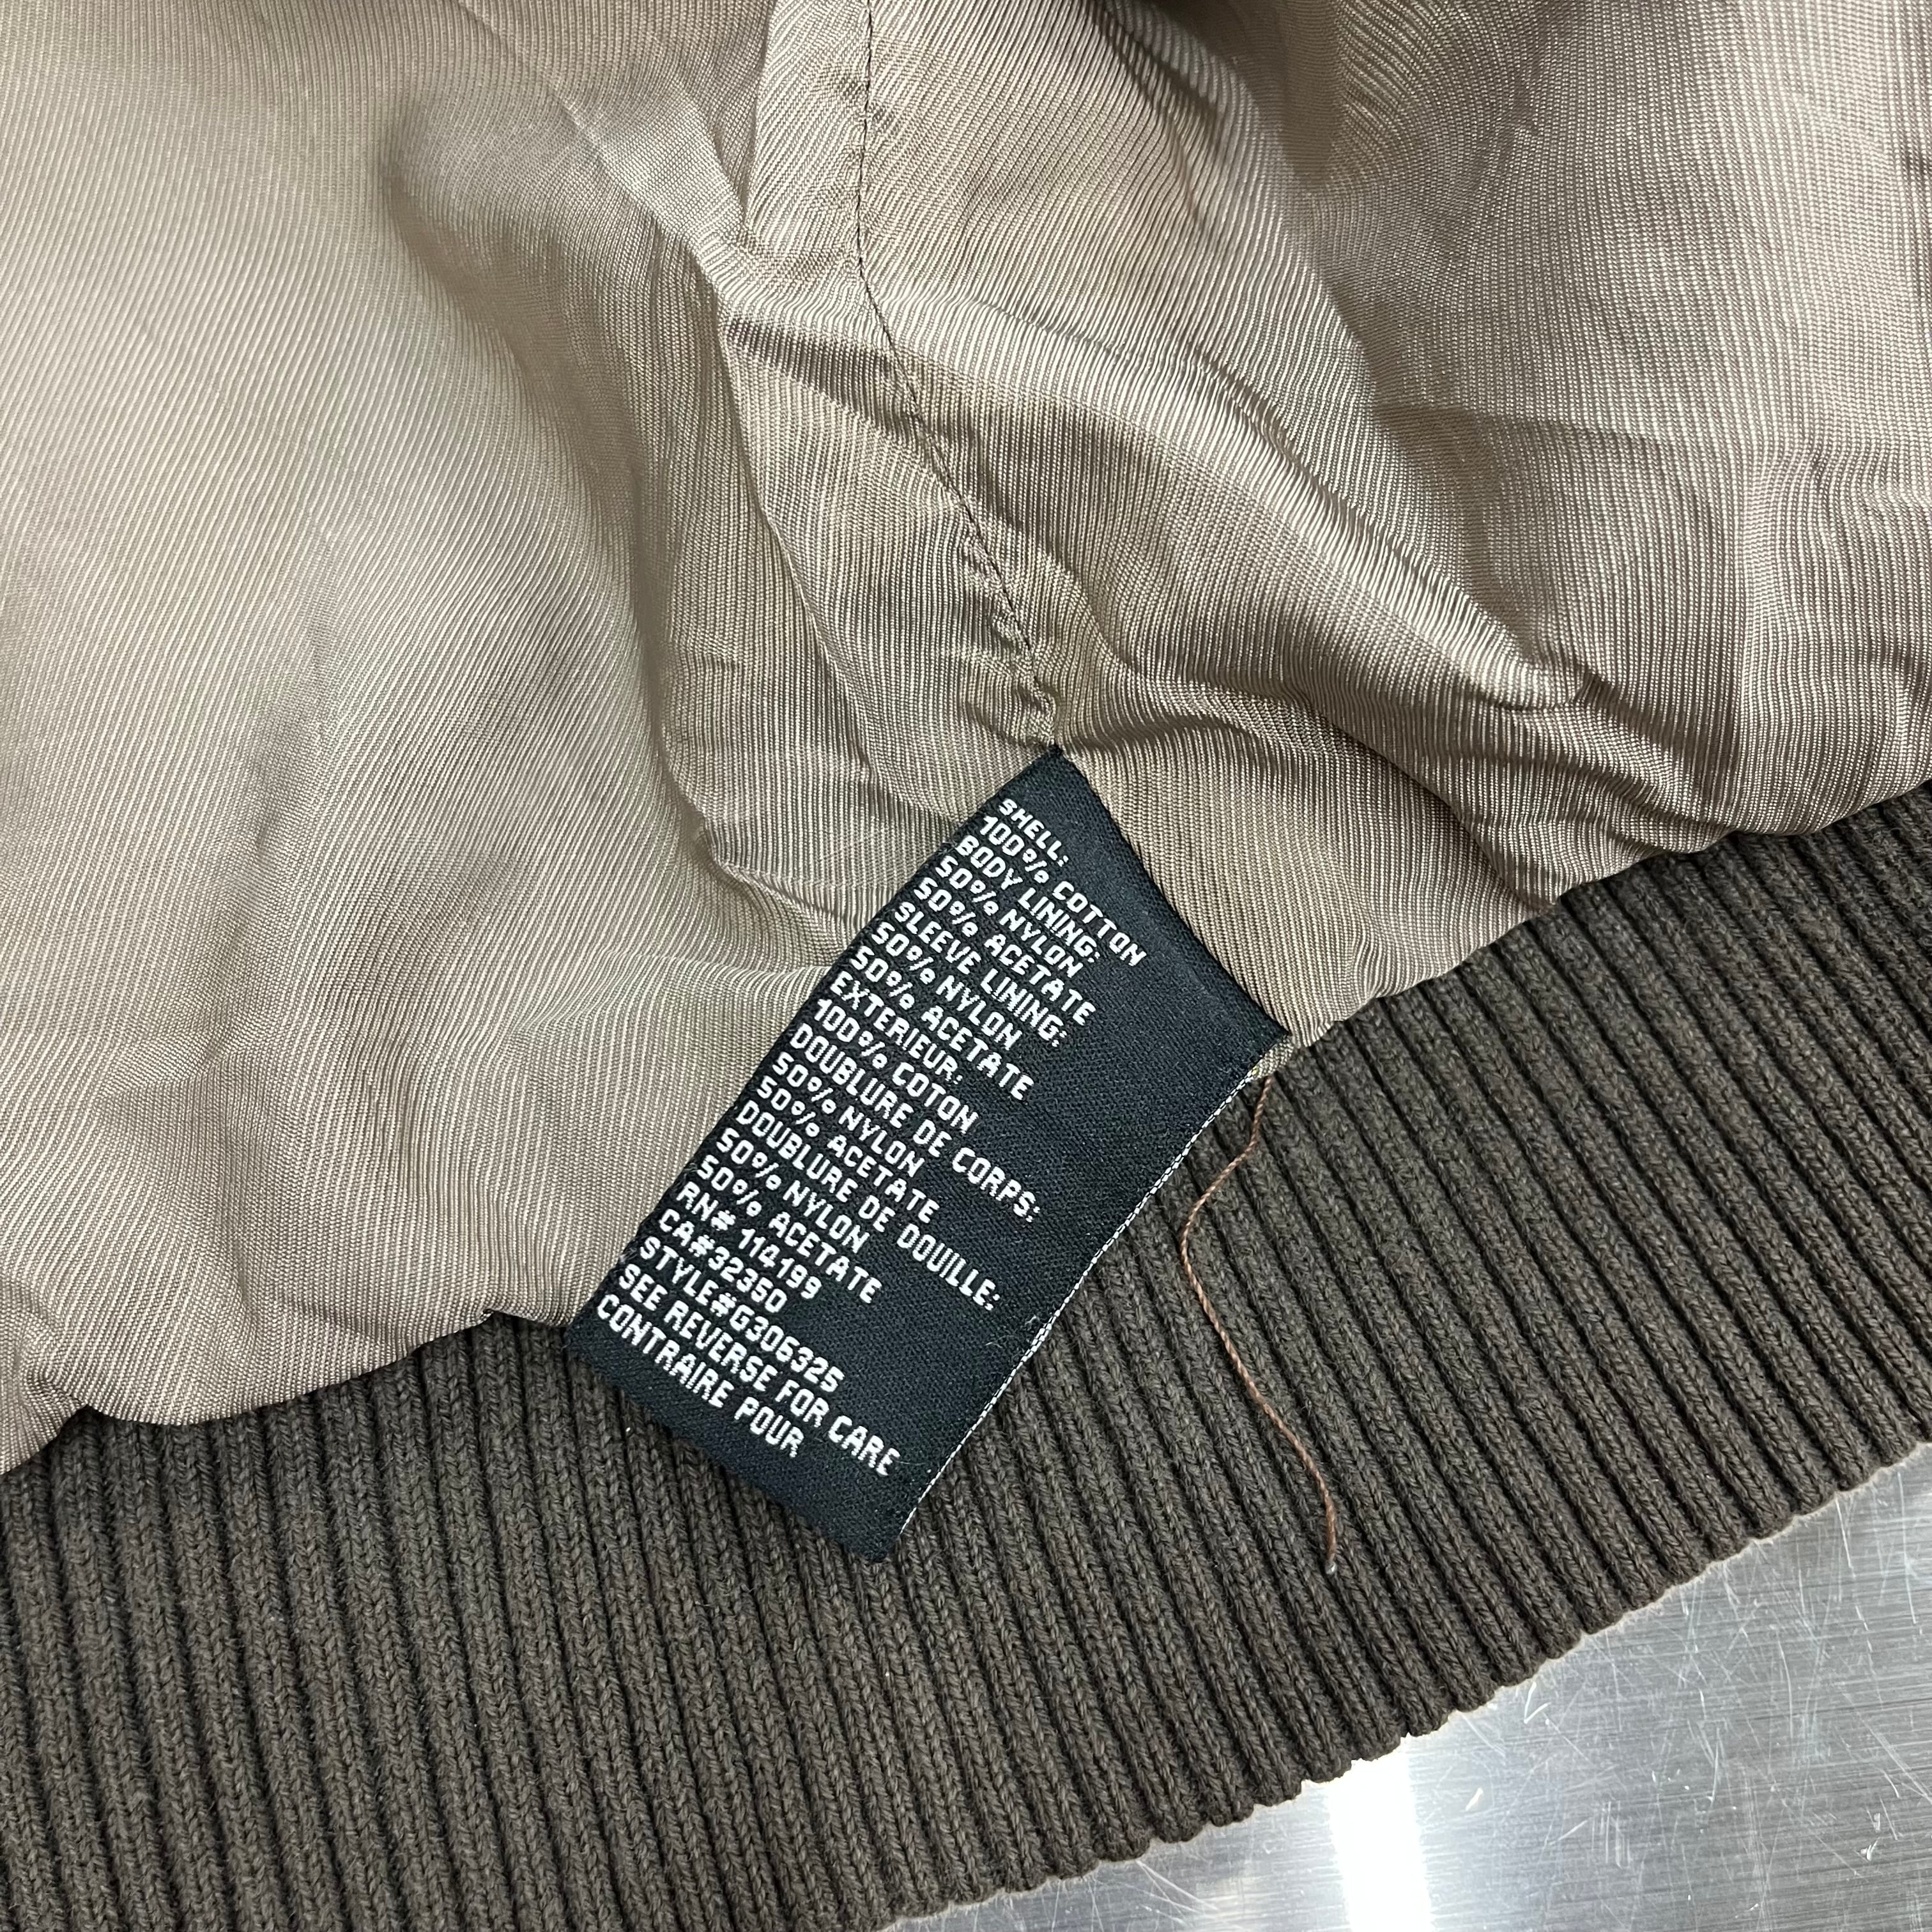 SHELL:
100% COTTON
BODY LINING:
50% NYLON
50% ACETATE
SLEEVE LINING:
50% NYLON
50% ACETATE
EXTERIEUR:
100% COTON
DOUBLURE DE CORPS:
50% NYLON
50% ACETATE
DOUBLURE DE DOUILLE:
50% NYLON
50% ACETATE
RN# 114199
CA#32350
STYLE#G306325
SEE REVERSE FOR CARE
CONTRAIRE POUR